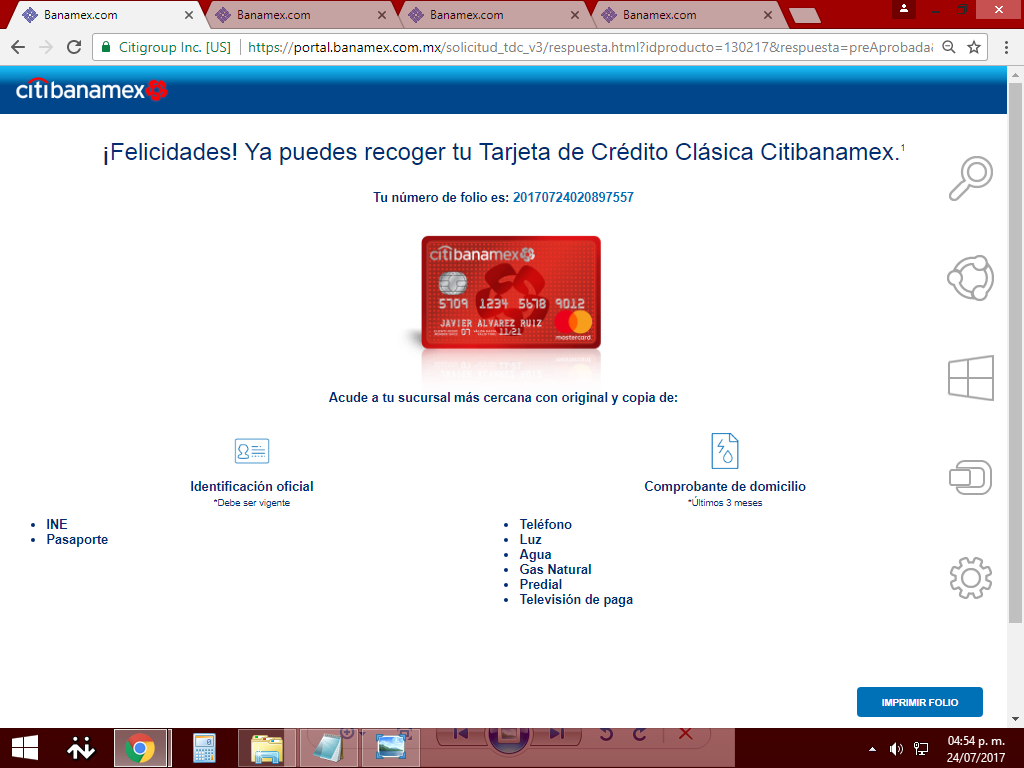 Banamex.com
Banamex.com
Banamex.com
Banamex.com
Citigroup Inc. [US]
https://portal.banamex.com.mx/solicitud_tdc_v3/respuesta.html?idproducto=130217&respuesta=preAprobada&
citibanamex
¡Felicidades! Ya puedes recoger tu Tarjeta de Crédito Clásica Citibanamex.¹
Tu número de folio es: 20170724020897557
citibanamex
5709 1234 5678 9012
JAVIER ALVAREZ RUIZ
07 11/21
mastercard
Acude a tu sucursal más cercana con original y copia de:
Identificación oficial
*Debe ser vigente
• INE
• Pasaporte
Comprobante de domicilio
*Últimos 3 meses
• Teléfono
• Luz
• Agua
• Gas Natural
• Predial
• Televisión de paga
IMPRIMIR FOLIO
04:54 p. m.
24/07/2017